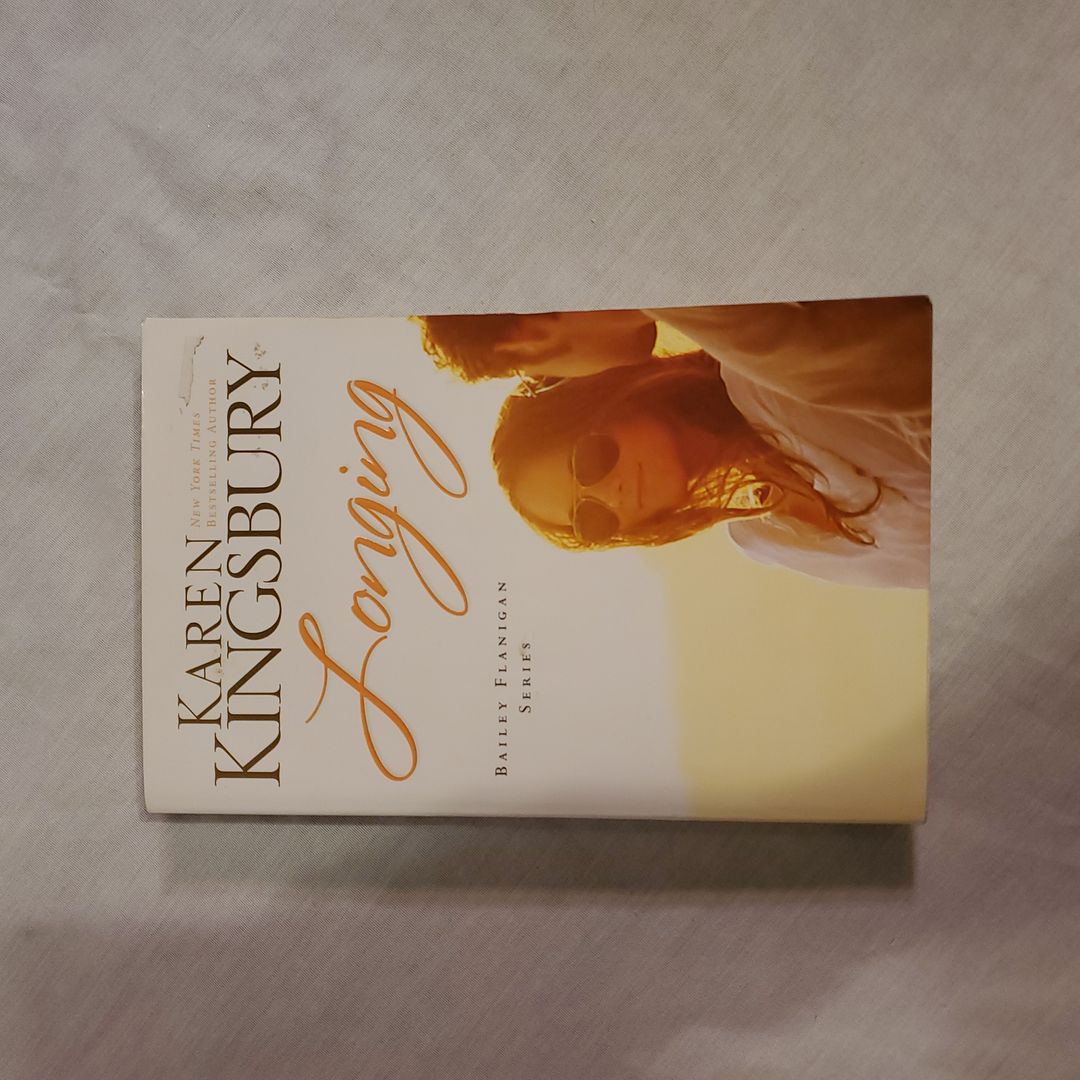 KAREN
NEW YORK TIMES
BESTSELLING AUTHOR
KINGSBURY
Longing
BAILEY FLANIGAN
SERIES